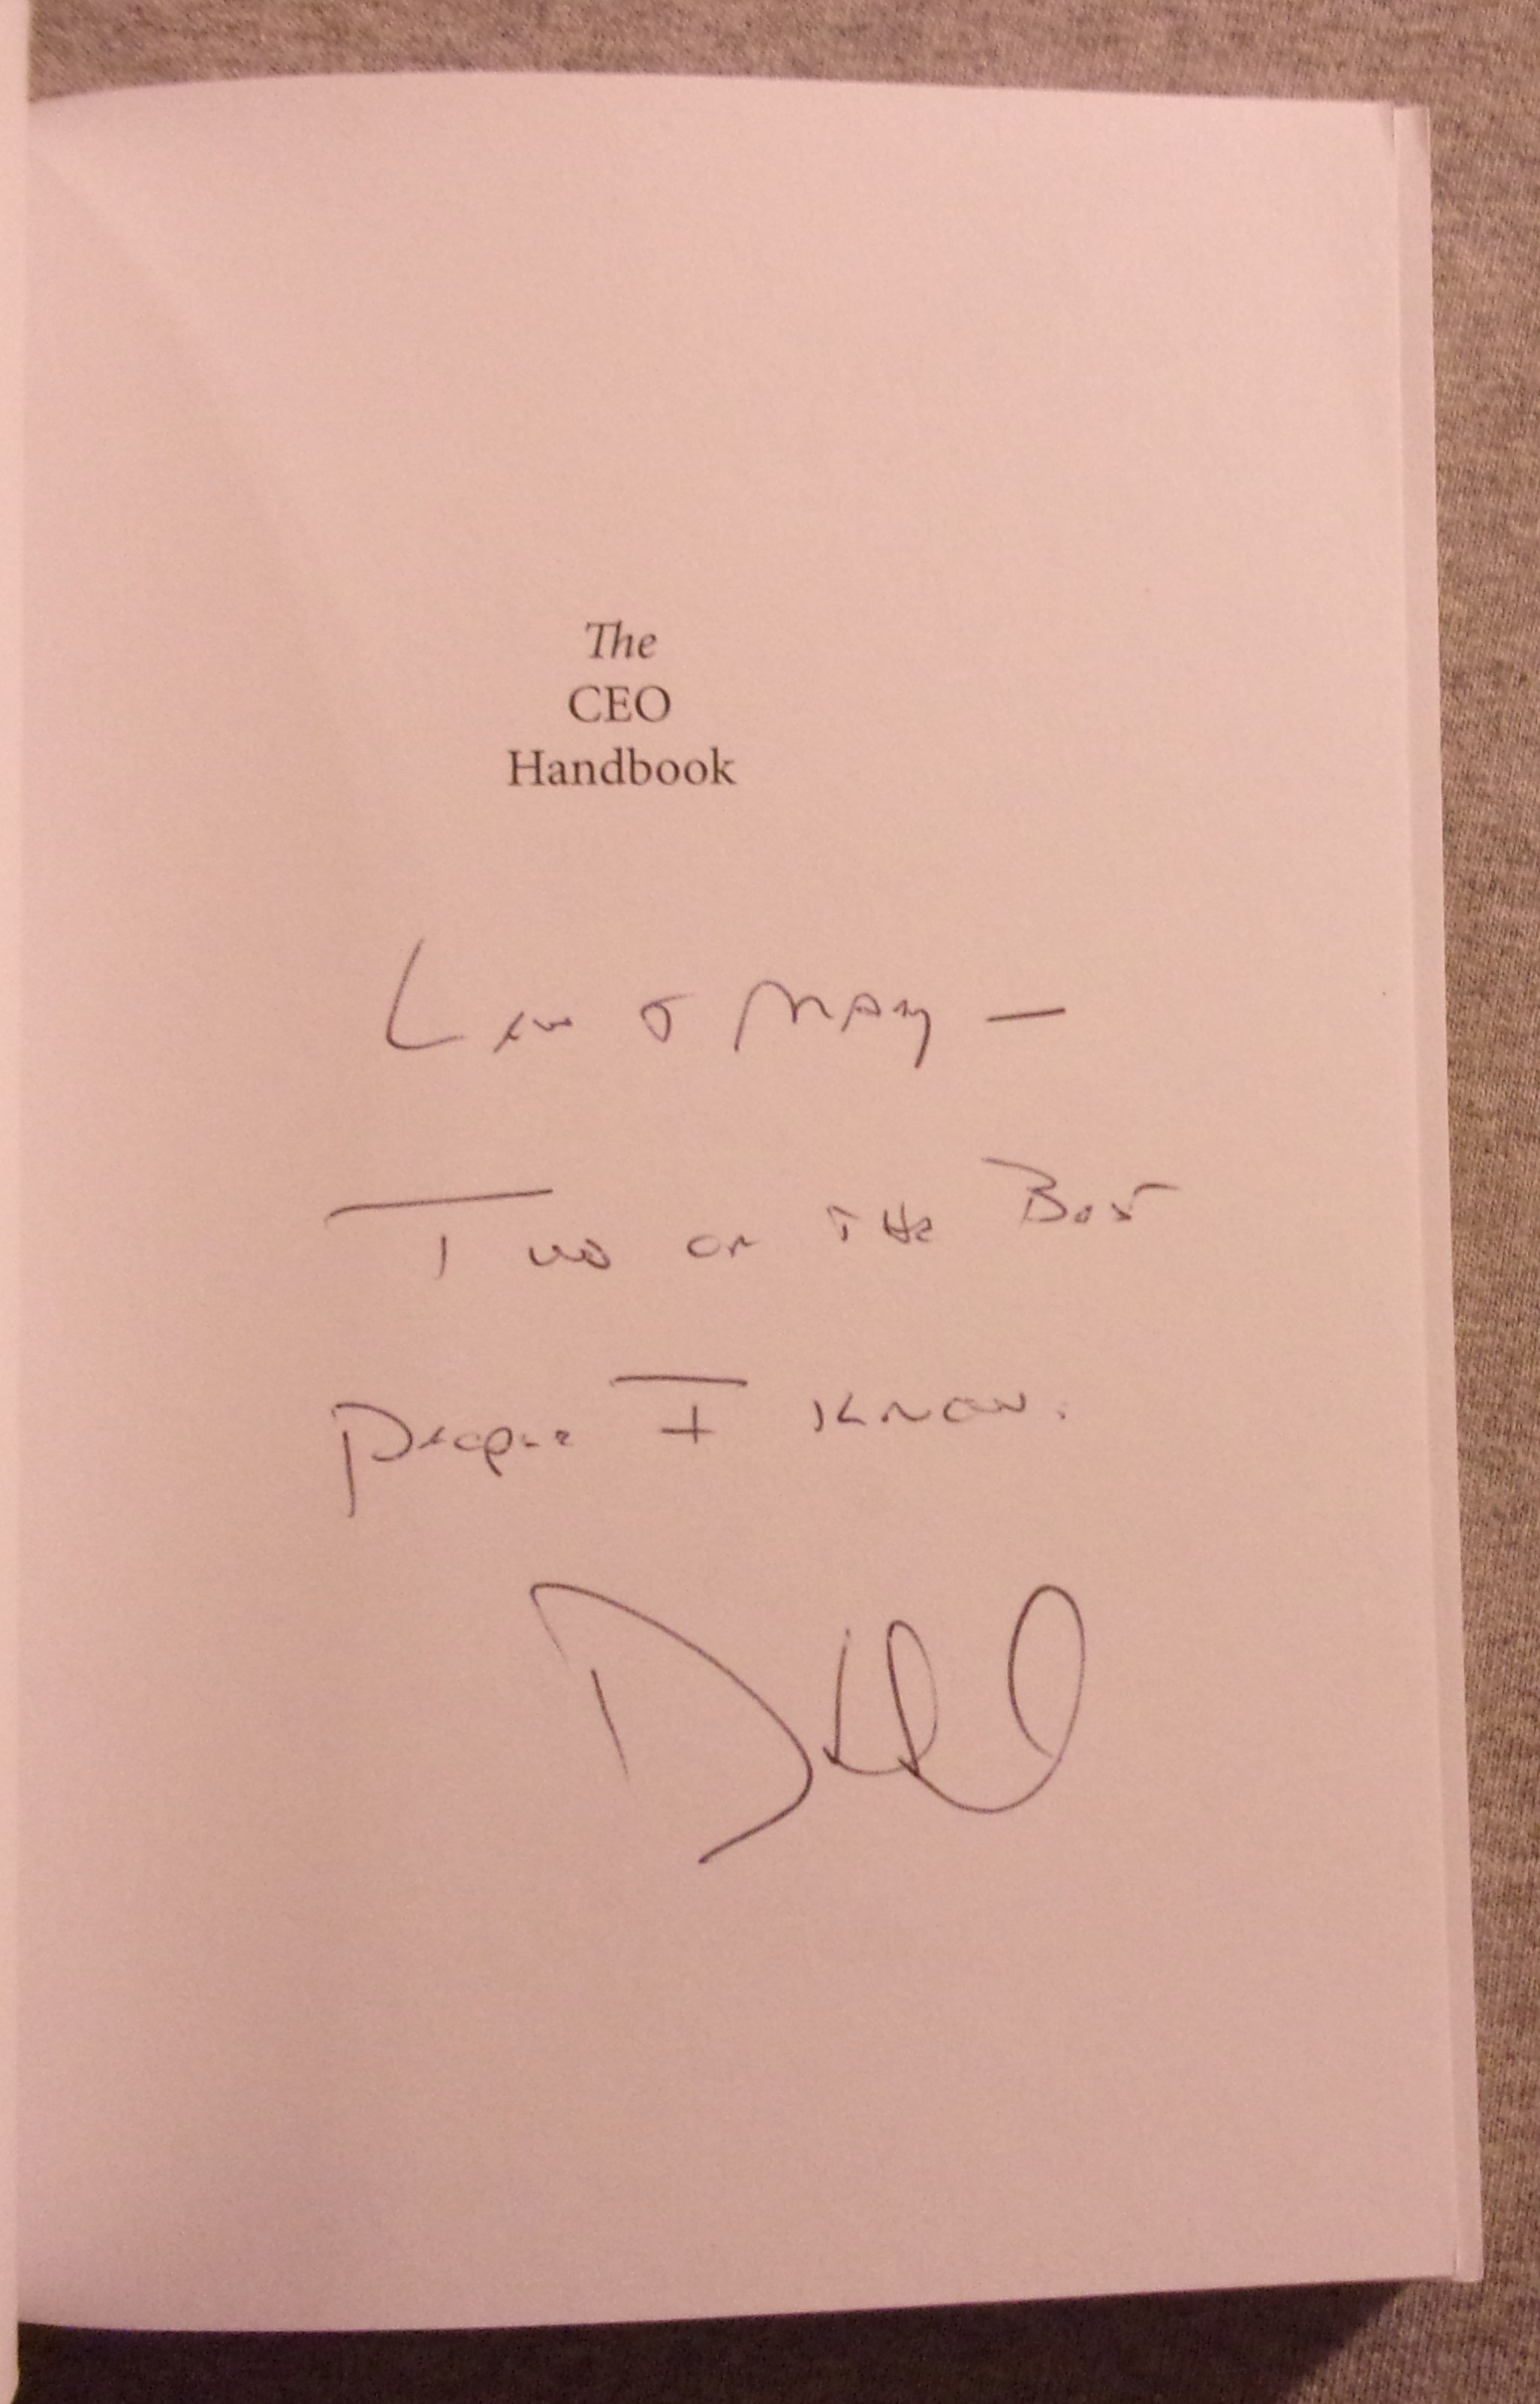 The
CEO
Handbook
& Mary —
Two of the Best
People I know.